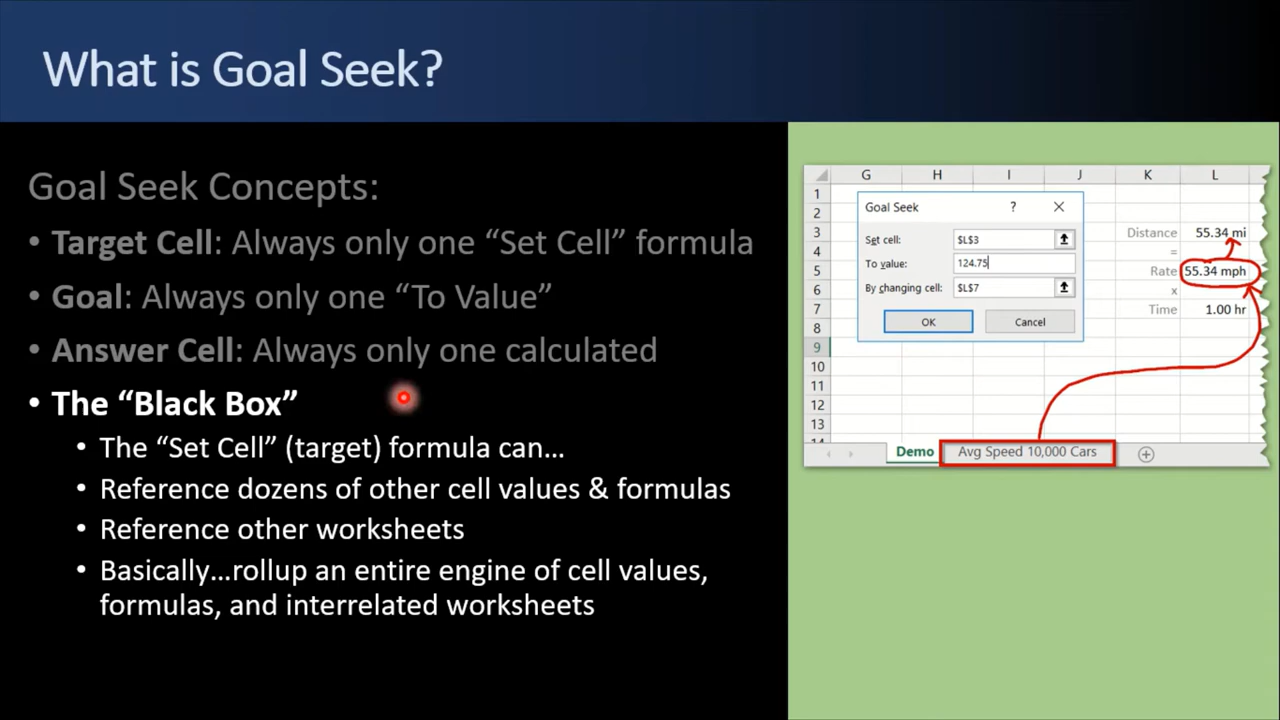 What is Goal Seek?
Goal Seek Concepts:
• Target Cell: Always only one “Set Cell” formula
• Goal: Always only one “To Value”
• Answer Cell: Always only one calculated
• The “Black Box”
• The “Set Cell” (target) formula can…
• Reference dozens of other cell values & formulas
• Reference other worksheets
• Basically…rollup an entire engine of cell values,
formulas, and interrelated worksheets
G H I J K L
1
2
3 Distance 55.34 mi
4 =
5 Rate 55.34 mph
6 x
7 Time 1.00 hr
8
9
10
11
12
13
Goal Seek ? ×
Set cell: $L$3
To value: 124.75
By changing cell: $L$7
OK Cancel
Demo Avg Speed 10,000 Cars